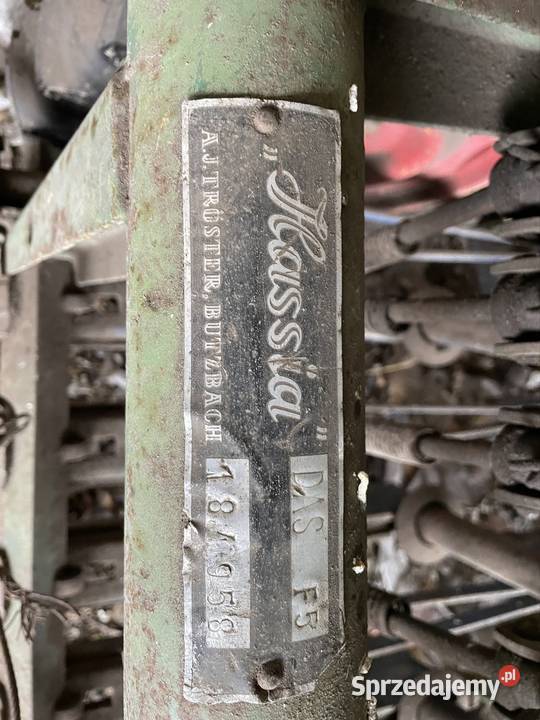 „Hassia" DAS F5
A.J.TRÖSTER, BUTZBACH 184958
Sprzedajemy.pl